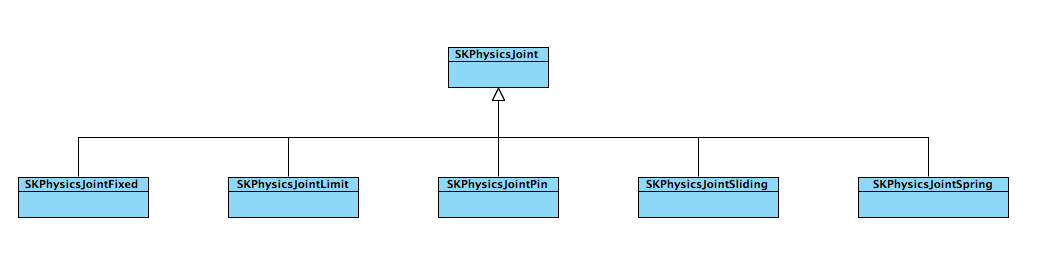 SKPhysicsJoint
SKPhysicsJointFixed
SKPhysicsJointLimit
SKPhysicsJointPin
SKPhysicsJointSliding
SKPhysicsJointSpring